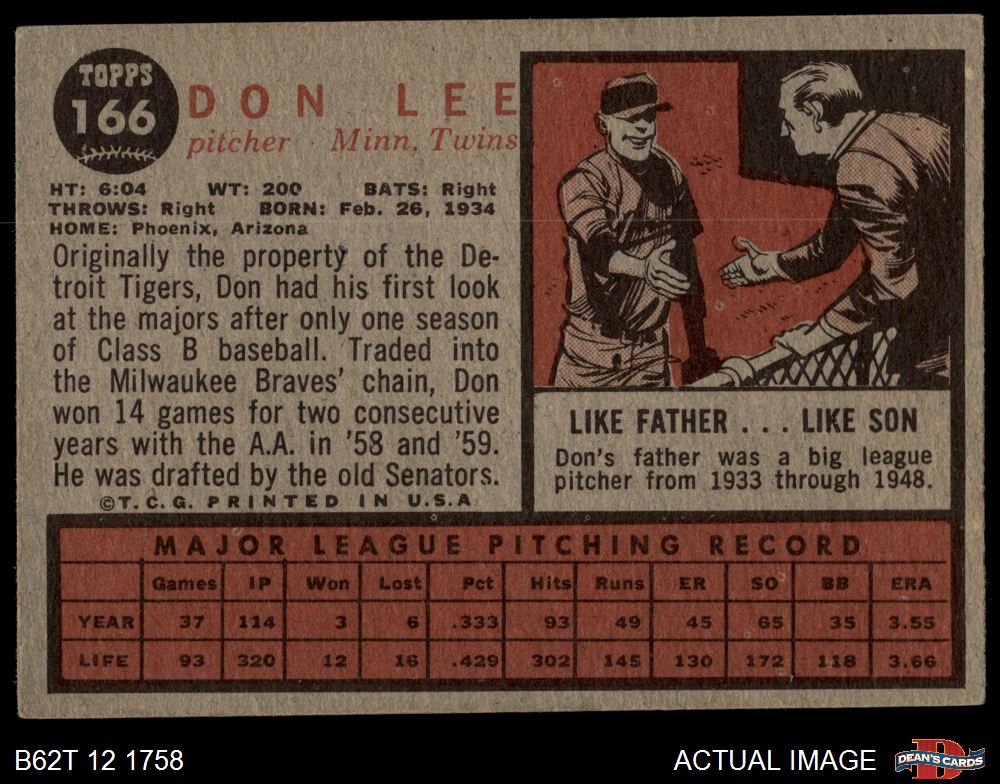 TOPPS
166
DON LEE
pitcher Minn. Twins
HT: 6:04 WT: 200 BATS: Right
THROWS: Right BORN: Feb. 26, 1934
HOME: Phoenix, Arizona
Originally the property of the De-
troit Tigers, Don had his first look
at the majors after only one season
of Class B baseball. Traded into
the Milwaukee Braves' chain, Don
won 14 games for two consecutive
years with the A.A. in '58 and '59.
He was drafted by the old Senators.
©T.C.G. PRINTED IN U.S.A.
LIKE FATHER . . . LIKE SON
Don's father was a big league
pitcher from 1933 through 1948.
MAJOR LEAGUE PITCHING RECORD
Games IP Won Lost Pct Hits Runs ER SO BB ERA
YEAR 37 114 3 6 .333 93 49 45 65 35 3.55
LIFE 93 320 12 16 .429 302 145 130 172 118 3.66
B62T 12 1758
ACTUAL IMAGE
DEAN'S CARDS